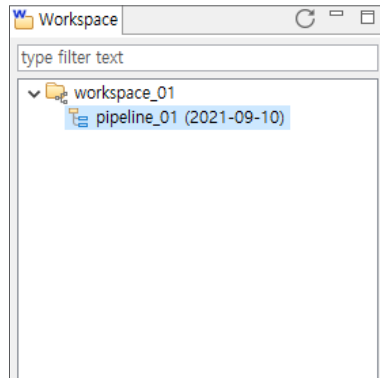 Workspace
type filter text
workspace_01
pipeline_01 (2021-09-10)